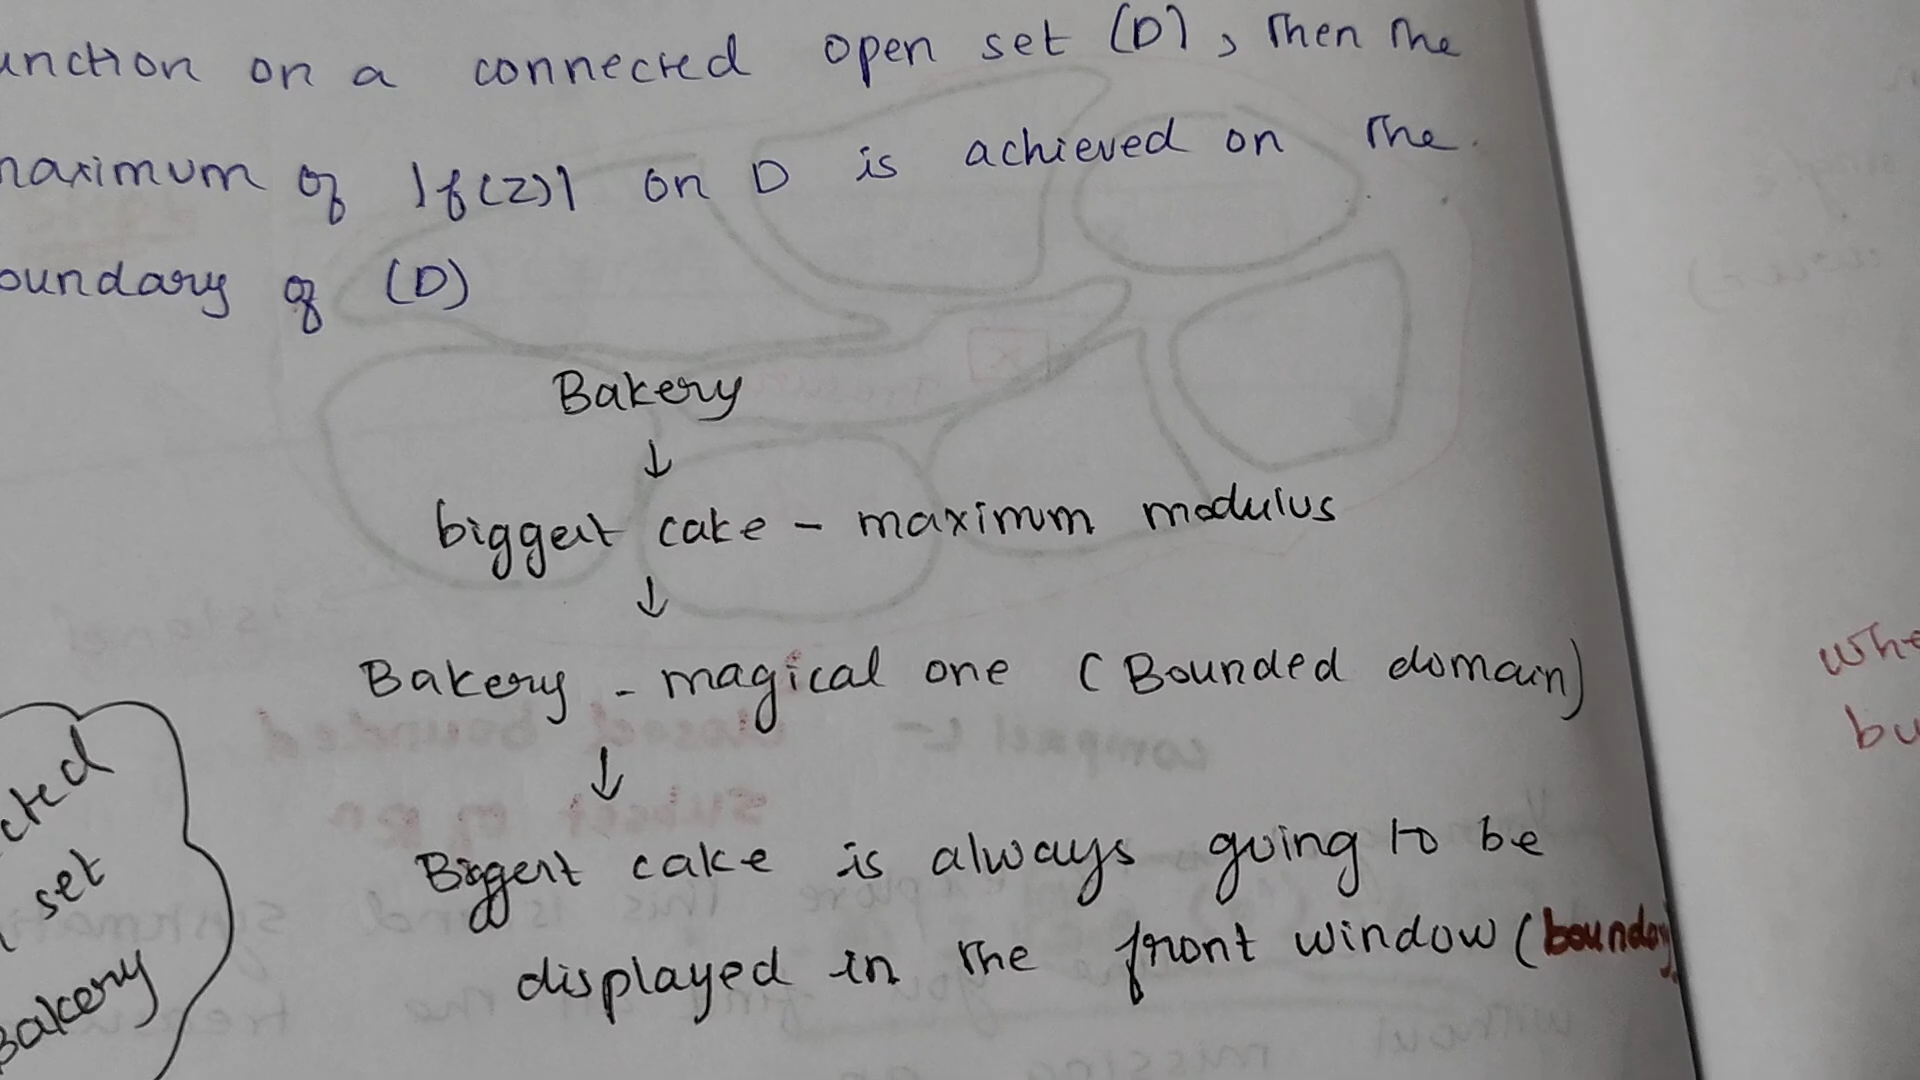 unction on a connected open set (D), Then The
maximum of |f(z)| on D is achieved on The.
oundary of (D)
Bakery
↓
biggest cake - maximum modulus
↓
Bakery - magical one (Bounded domain)
↓
Biggest cake is always going to be
displayed in The front window (boundary)
cted
set
Bakery
whe
bu